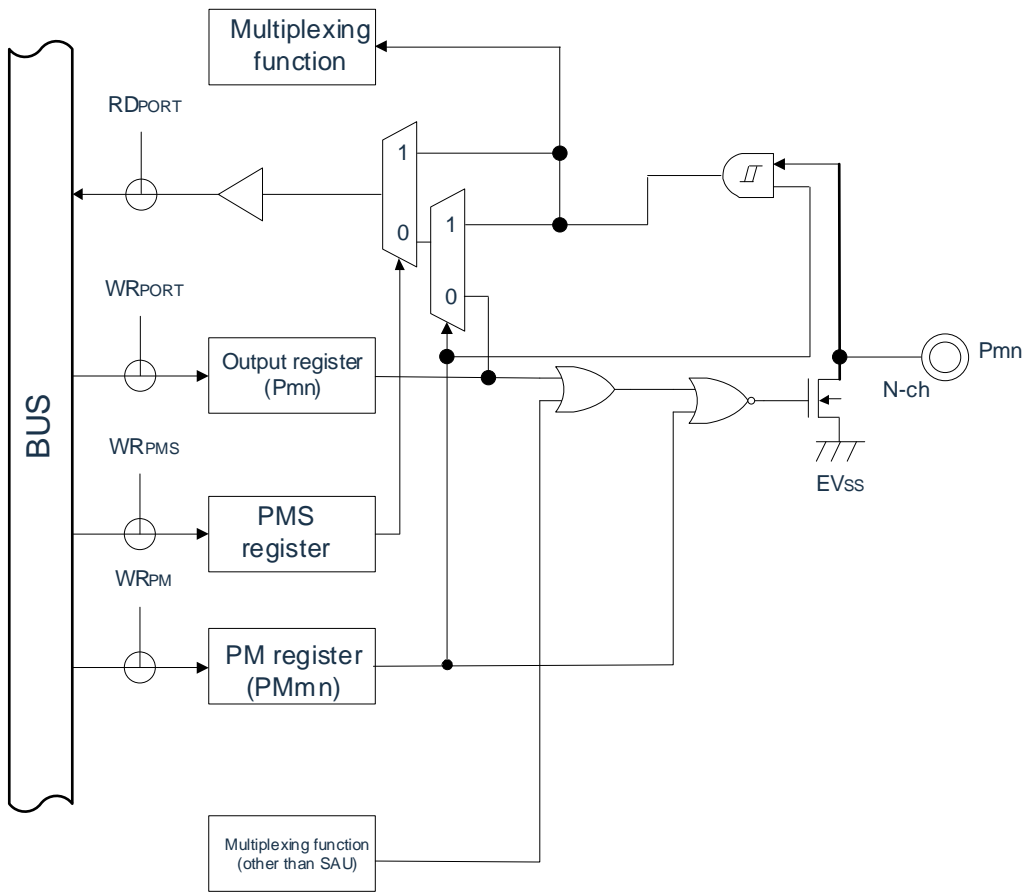 Multiplexing
function
RDPORT
1
0
1
0
WRPORT
Output register
(Pmn)
Pmn
N-ch
EVSS
BUS
WRPMS
PMS
register
WRPM
PM register
(PMmn)
Multiplexing function
(other than SAU)